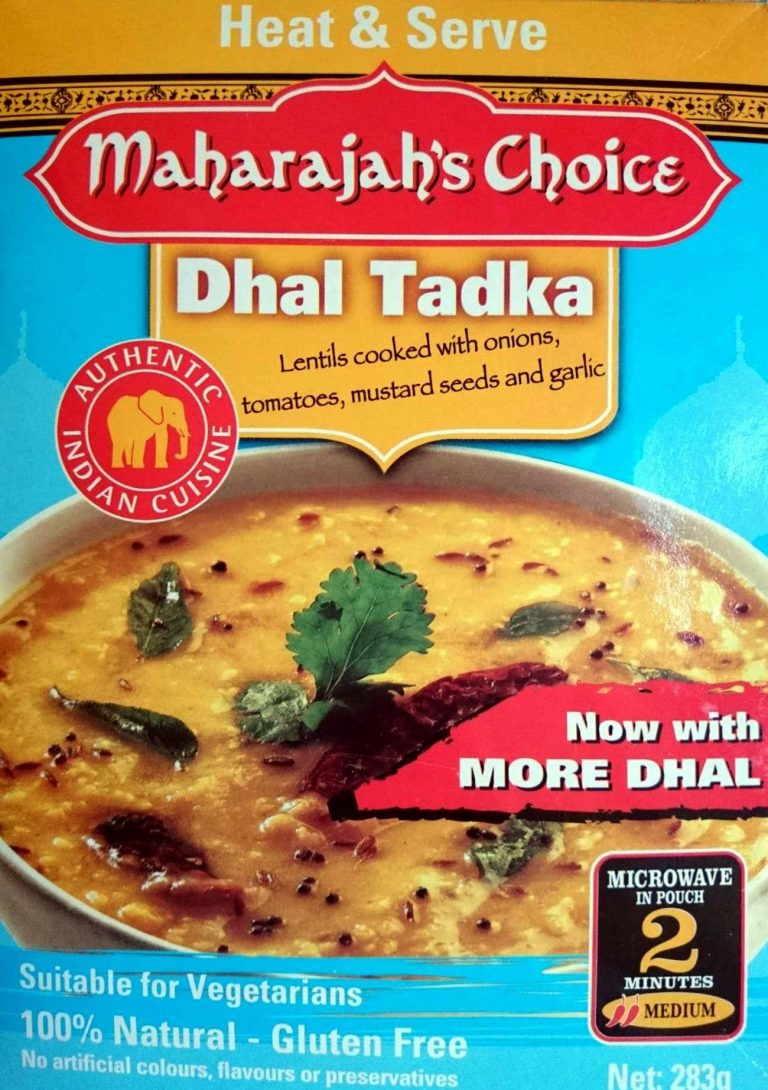 Heat & Serve
Maharajah's Choice
Dhal Tadka
Lentils cooked with onions,
tomatoes, mustard seeds and garlic
AUTHENTIC
INDIAN CUISINE
Now with
MORE DHAL
MICROWAVE
IN POUCH
2
MINUTES
MEDIUM
Suitable for Vegetarians
100% Natural - Gluten Free
No artificial colours, flavours or preservatives
Net: 283g